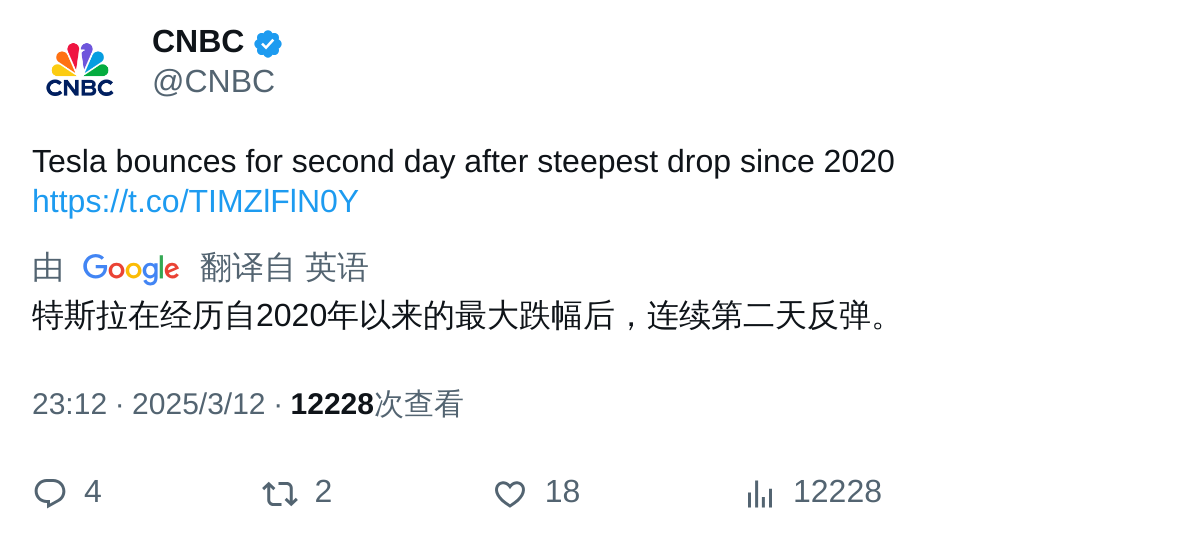 CNBC
CNBC
@CNBC
Tesla bounces for second day after steepest drop since 2020
https://t.co/TIMZlFlN0Y
由 Google 翻译自 英语
特斯拉在经历自2020年以来的最大跌幅后，连续第二天反弹。
23:12 · 2025/3/12 · 12228次查看
4 2 18 12228